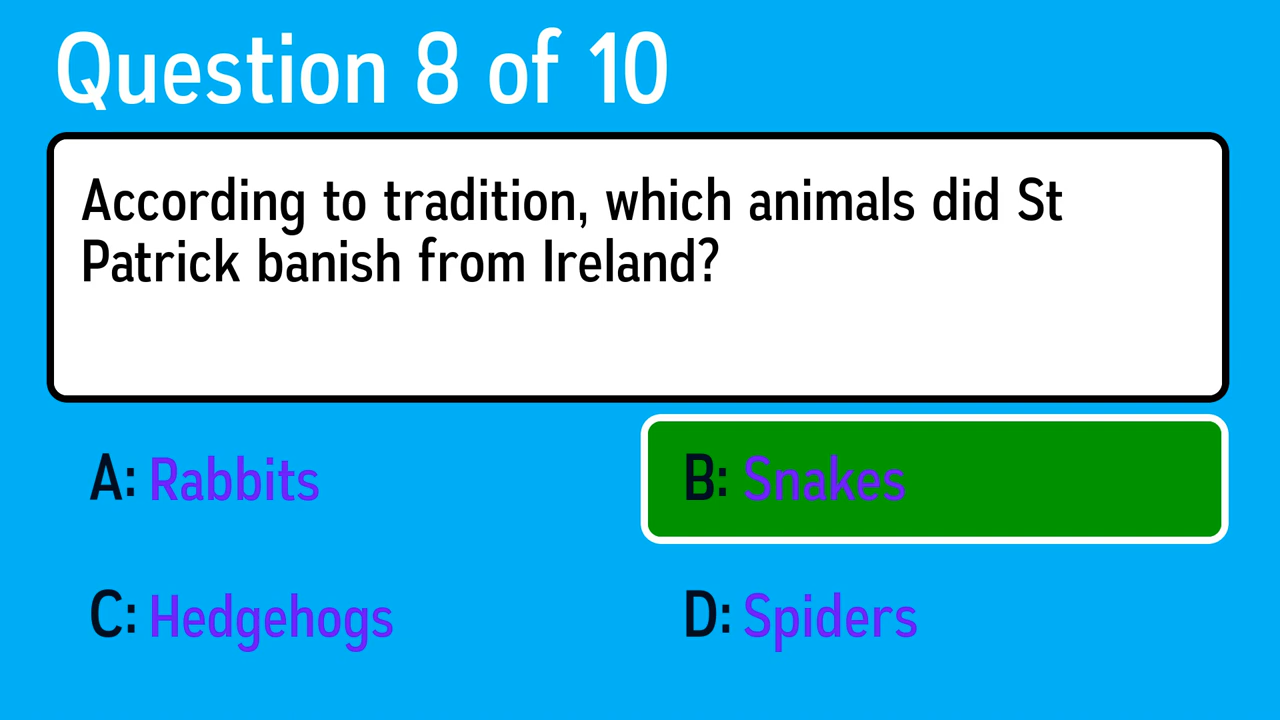 Question 8 of 10
According to tradition, which animals did St
Patrick banish from Ireland?
A: Rabbits
B: Snakes
C: Hedgehogs
D: Spiders